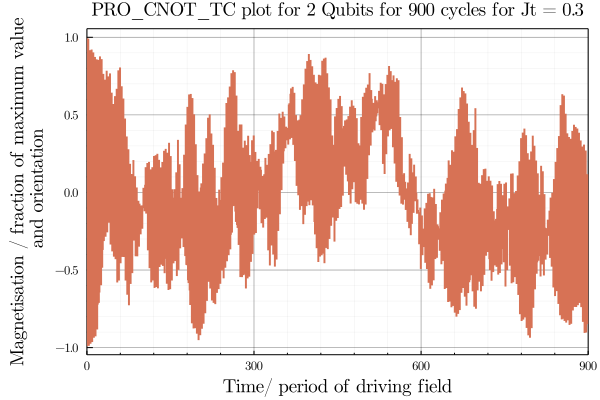 PRO_CNOT_TC plot for 2 Qubits for 900 cycles for Jt = 0.3
Magnetisation / fraction of maximum value
and orientation
1.0
0.5
0.0
−0.5
−1.0
0
300
600
900
Time/ period of driving field